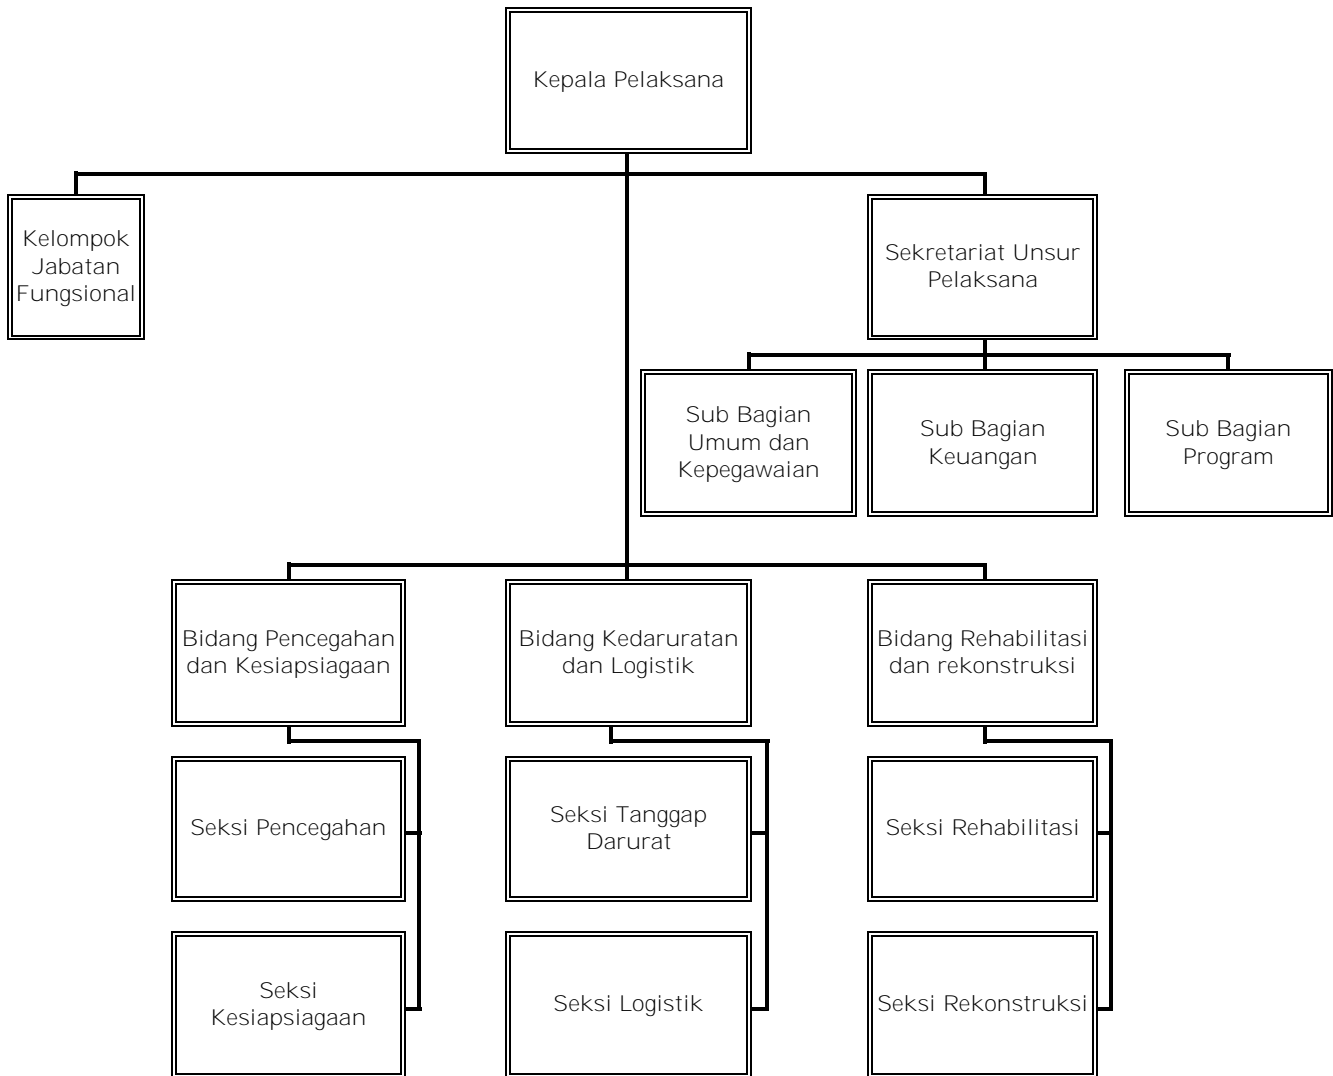 Kepala Pelaksana
Kelompok
Jabatan
Fungsional
Sekretariat Unsur
Pelaksana
Sub Bagian
Umum dan
Kepegawaian
Sub Bagian
Keuangan
Sub Bagian
Program
Bidang Pencegahan
dan Kesiapsiagaan
Bidang Kedaruratan
dan Logistik
Bidang Rehabilitasi
dan rekonstruksi
Seksi Pencegahan
Seksi Tanggap
Darurat
Seksi Rehabilitasi
Seksi
Kesiapsiagaan
Seksi Logistik
Seksi Rekonstruksi